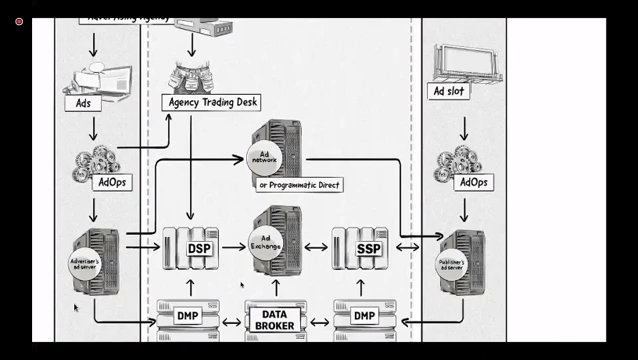 Advertising Agency
Ads
Agency Trading Desk
Ad slot
Ad
network
AdOps
or Programmatic Direct
AdOps
DSP
Ad
Exchange
SSP
Advertiser's
ad server
Publisher's
ad server
DMP
DATA
BROKER
DMP